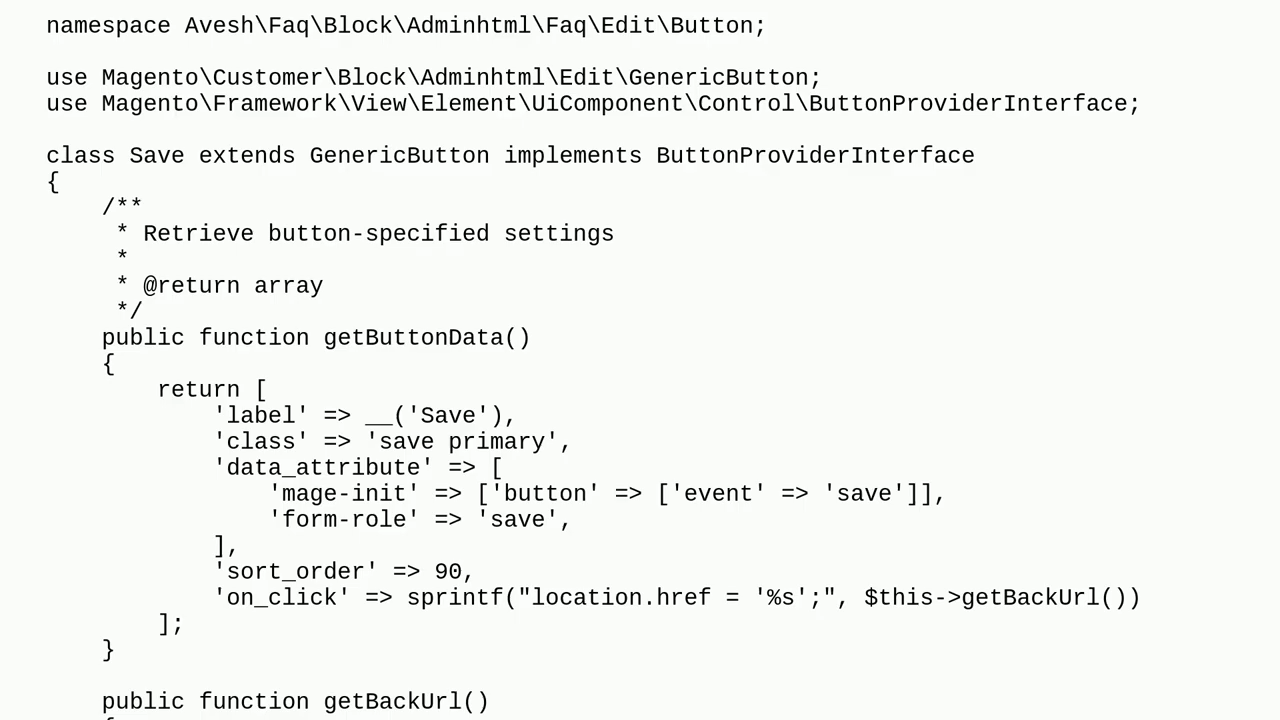 namespace Avesh\Faq\Block\Adminhtml\Faq\Edit\Button;
use Magento\Customer\Block\Adminhtml\Edit\GenericButton;
use Magento\Framework\View\Element\UiComponent\Control\ButtonProviderInterface;
class Save extends GenericButton implements ButtonProviderInterface
{
/**
* Retrieve button-specified settings
*
* @return array
*/
public function getButtonData()
{
return [
'label' => __('Save'),
'class' => 'save primary',
'data_attribute' => [
'mage-init' => ['button' => ['event' => 'save']],
'form-role' => 'save',
],
'sort_order' => 90,
'on_click' => sprintf("location.href = '%s';", $this->getBackUrl())
];
}
public function getBackUrl()
{